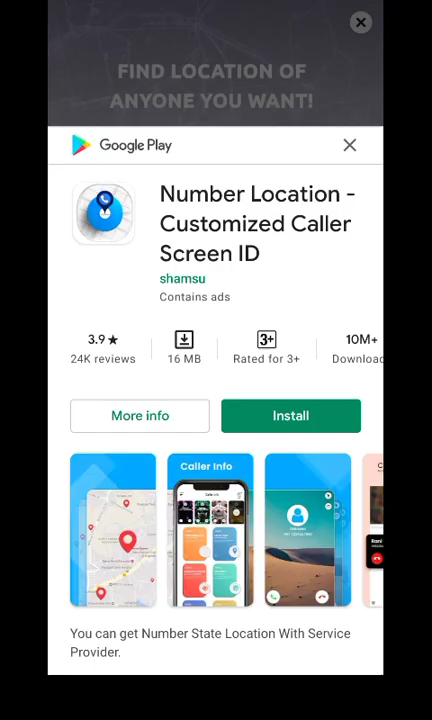 FIND LOCATION OF
ANYONE YOU WANT!
Google Play
Number Location -
Customized Caller
Screen ID
shamsu
Contains ads
3.9★
24K reviews
16 MB
3+
Rated for 3+
10M+
Caller Info
You can get Number State Location With Service
Provider.
More info
Install